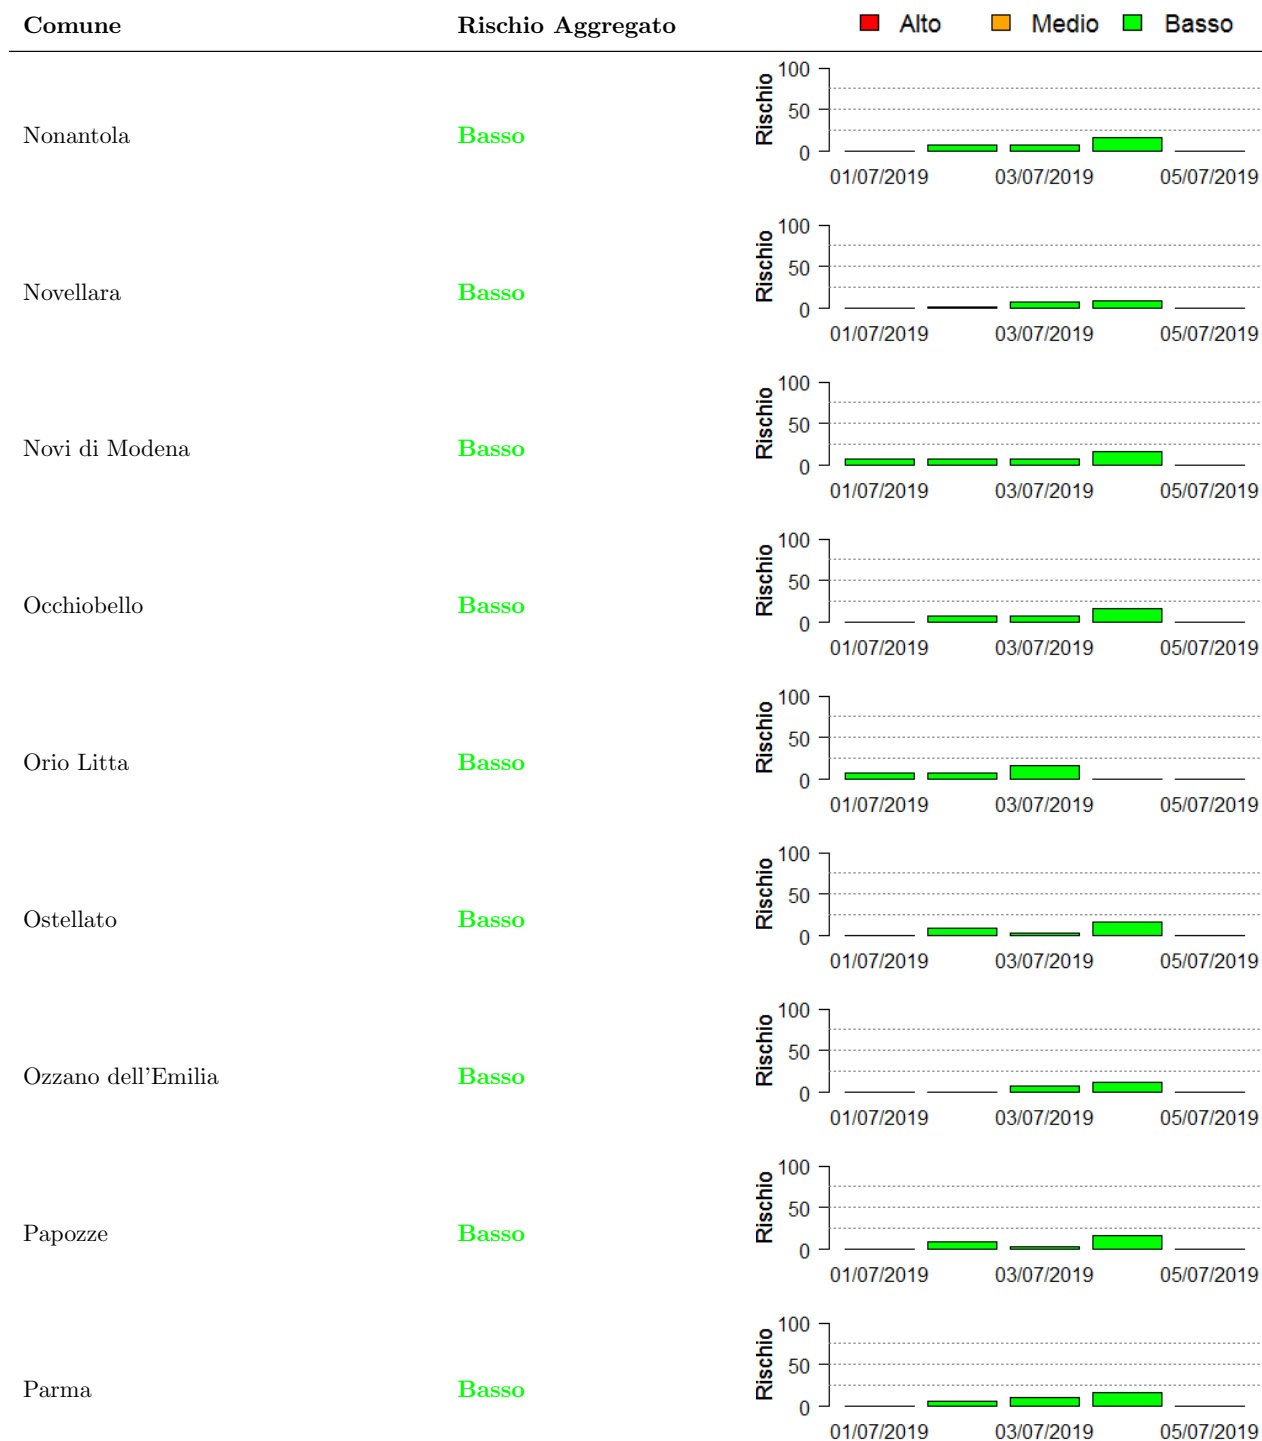 Comune Rischio Aggregato Alto Medio Basso
Nonantola Basso Rischio 100 50 0
01/07/2019 03/07/2019 05/07/2019
Novellara Basso Rischio 100 50 0
01/07/2019 03/07/2019 05/07/2019
Novi di Modena Basso Rischio 100 50 0
01/07/2019 03/07/2019 05/07/2019
Occhiobello Basso Rischio 100 50 0
01/07/2019 03/07/2019 05/07/2019
Orio Litta Basso Rischio 100 50 0
01/07/2019 03/07/2019 05/07/2019
Ostellato Basso Rischio 100 50 0
01/07/2019 03/07/2019 05/07/2019
Ozzano dell'Emilia Basso Rischio 100 50 0
01/07/2019 03/07/2019 05/07/2019
Papozze Basso Rischio 100 50 0
01/07/2019 03/07/2019 05/07/2019
Parma Basso Rischio 100 50 0
01/07/2019 03/07/2019 05/07/2019